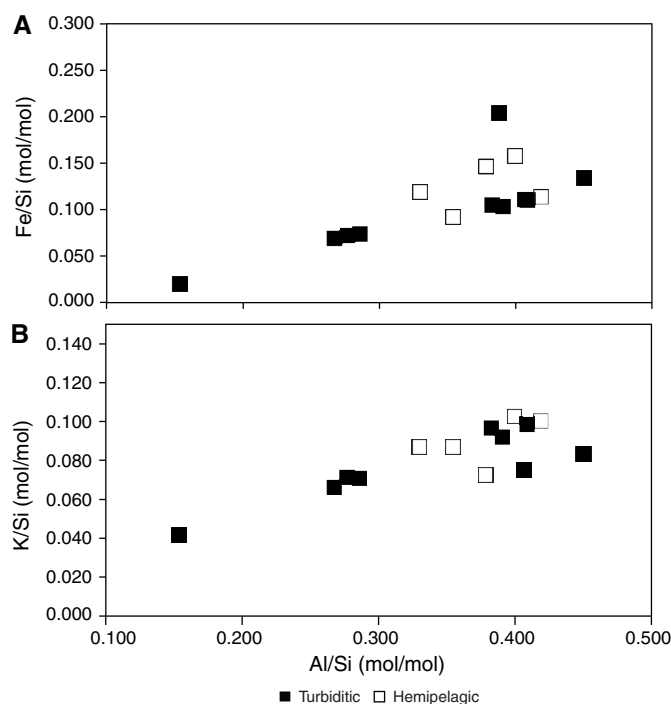 A
0.300
0.250
0.200
0.150
0.100
0.050
0.000
Fe/Si (mol/mol)
B
0.140
0.120
0.100
0.080
0.060
0.040
0.020
0.000
K/Si (mol/mol)
0.100 0.200 0.300 0.400 0.500
Al/Si (mol/mol)
Turbiditic Hemipelagic